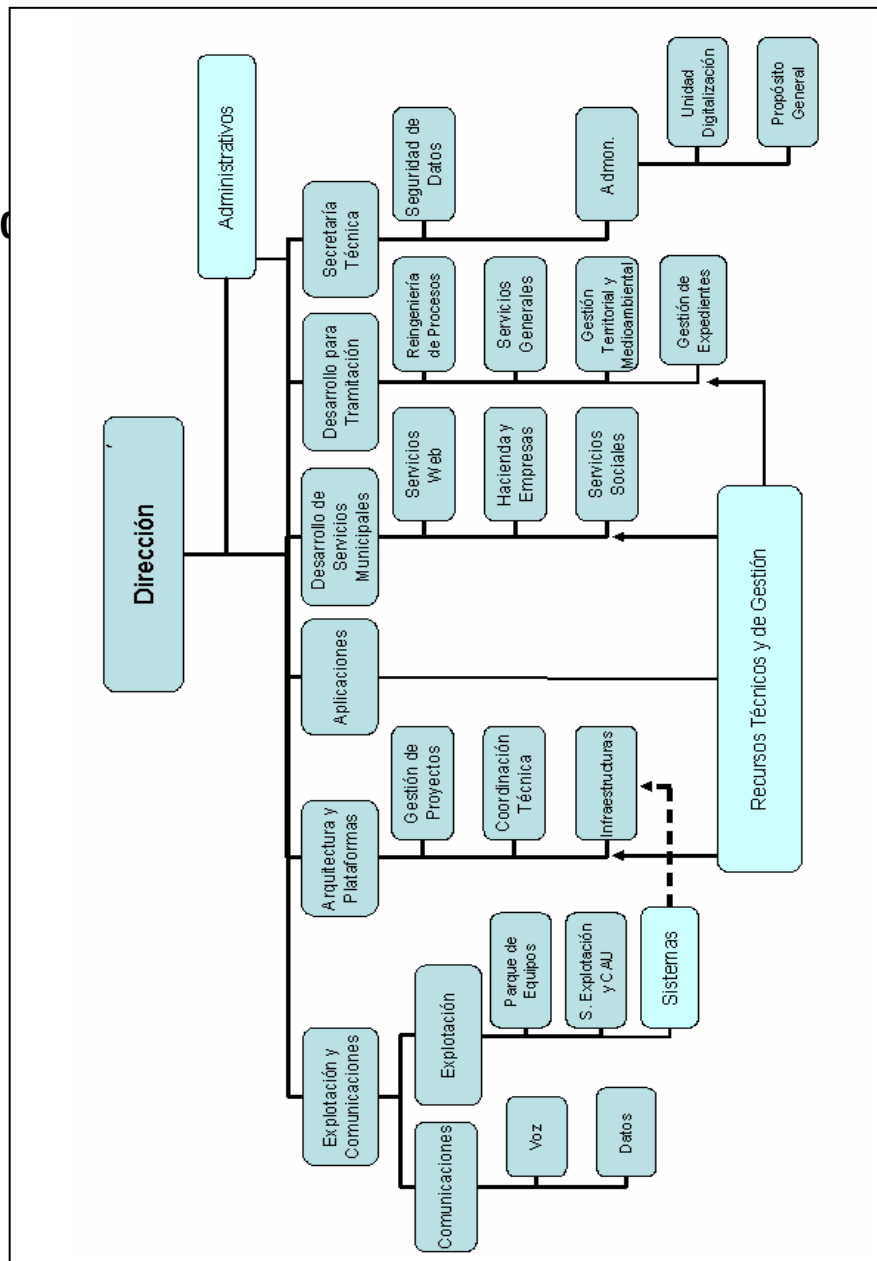 Dirección
Administrativos
Explotación y
Comunicaciones
Arquitectura y
Plataformas
Aplicaciones
Desarrollo de
Servicios
Municipales
Desarrollo para
Tramitación
Secretaría
Técnica
Comunicaciones
Explotación
Gestión de
Proyectos
Servicios
Web
Reingeniería
de Procesos
Seguridad de
Datos
Voz
Parque de
Equipos
Coordinación
Técnica
Hacienda y
Empresas
Servicios
Generales
Datos
S. Explotación
y CAU
Infraestructuras
Servicios
Sociales
Gestión
Territorial y
Medioambiental
Admon.
Sistemas
Gestión de
Expedientes
Unidad
Digitalización
Propósito
General
Recursos Técnicos y de Gestión